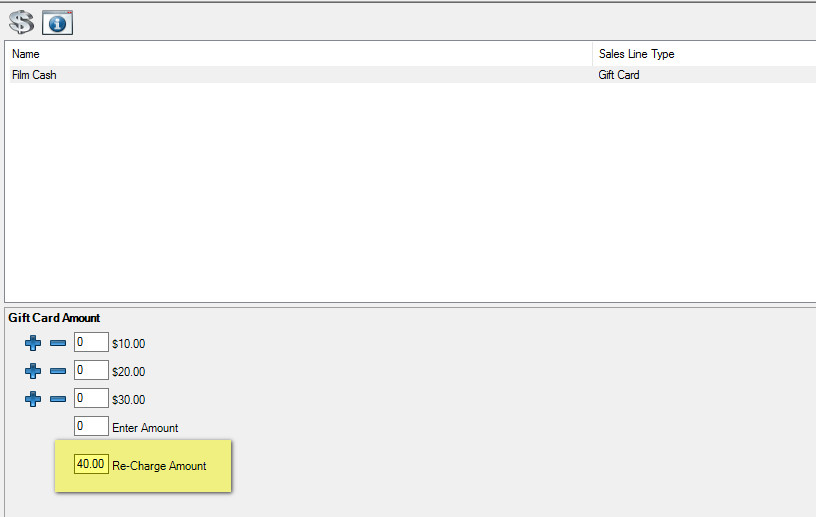 Name Sales Line Type
Film Cash Gift Card
Gift Card Amount
0 $10.00
0 $20.00
0 $30.00
0 Enter Amount
40.00 Re-Charge Amount